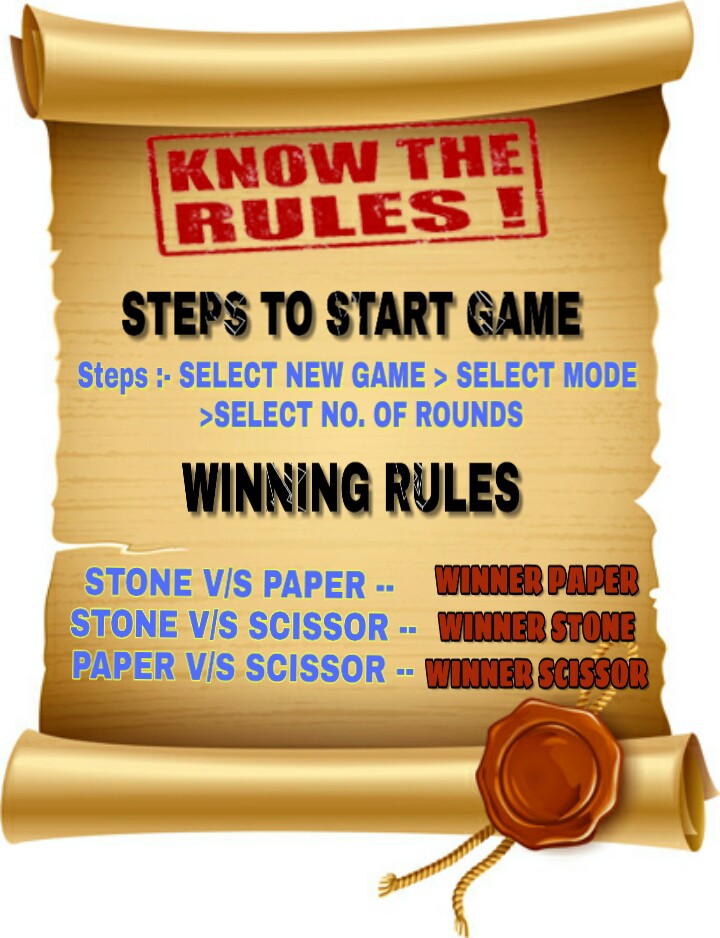 KNOW THE
RULES !
STEPS TO START GAME
Steps :- SELECT NEW GAME > SELECT MODE
>SELECT NO. OF ROUNDS
WINNING RULES
STONE V/S PAPER -- WINNER PAPER
STONE V/S SCISSOR -- WINNER STONE
PAPER V/S SCISSOR -- WINNER SCISSOR